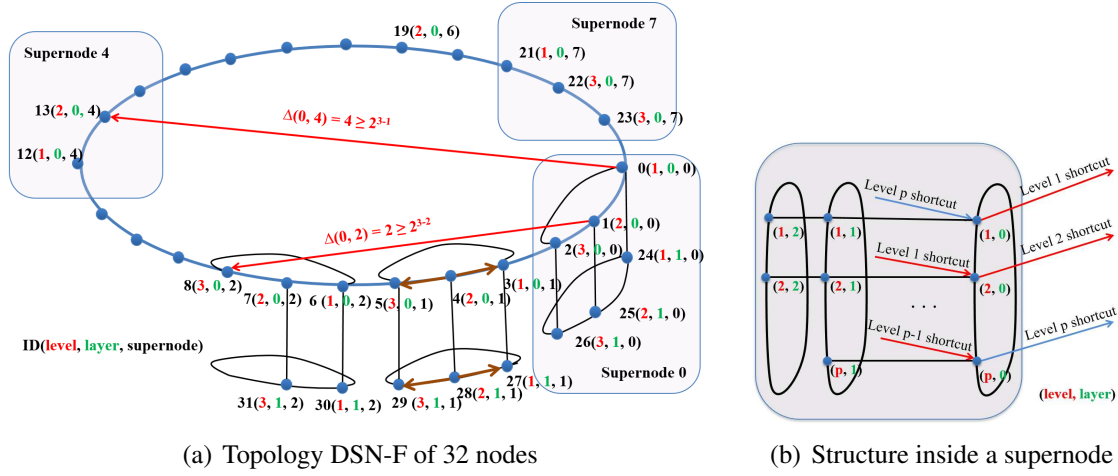 19(2, 0, 6)
Supernode 7
21(1, 0, 7)
22(3, 0, 7)
23(3, 0, 7)
Supernode 4
13(2, 0, 4)
12(1, 0, 4)
Δ(0, 4) = 4 ≥ 2^3-1
Δ(0, 2) = 2 ≥ 2^3-2
0(1, 0, 0)
1(2, 0, 0)
2(3, 0, 0)
24(1, 1, 0)
25(2, 1, 0)
26(3, 1, 0)
Supernode 0
8(3, 0, 2)
7(2, 0, 2)
6 (1, 0, 2)
5(3, 0, 1)
4(2, 0, 1)
3(1, 0, 1)
ID(level, layer, supernode)
31(3, 1, 2)
30(1, 1, 2)
29 (3, 1, 1)
28(2, 1, 1)
27(1, 1, 1)
(a) Topology DSN-F of 32 nodes
Level p shortcut
Level 1 shortcut
(1, 2)
(1, 1)
(1, 0)
Level 1 shortcut
Level 2 shortcut
(2, 2)
(2, 1)
(2, 0)
. . .
Level p-1 shortcut
Level p shortcut
(p, 1)
(p, 0)
(level, layer)
(b) Structure inside a supernode